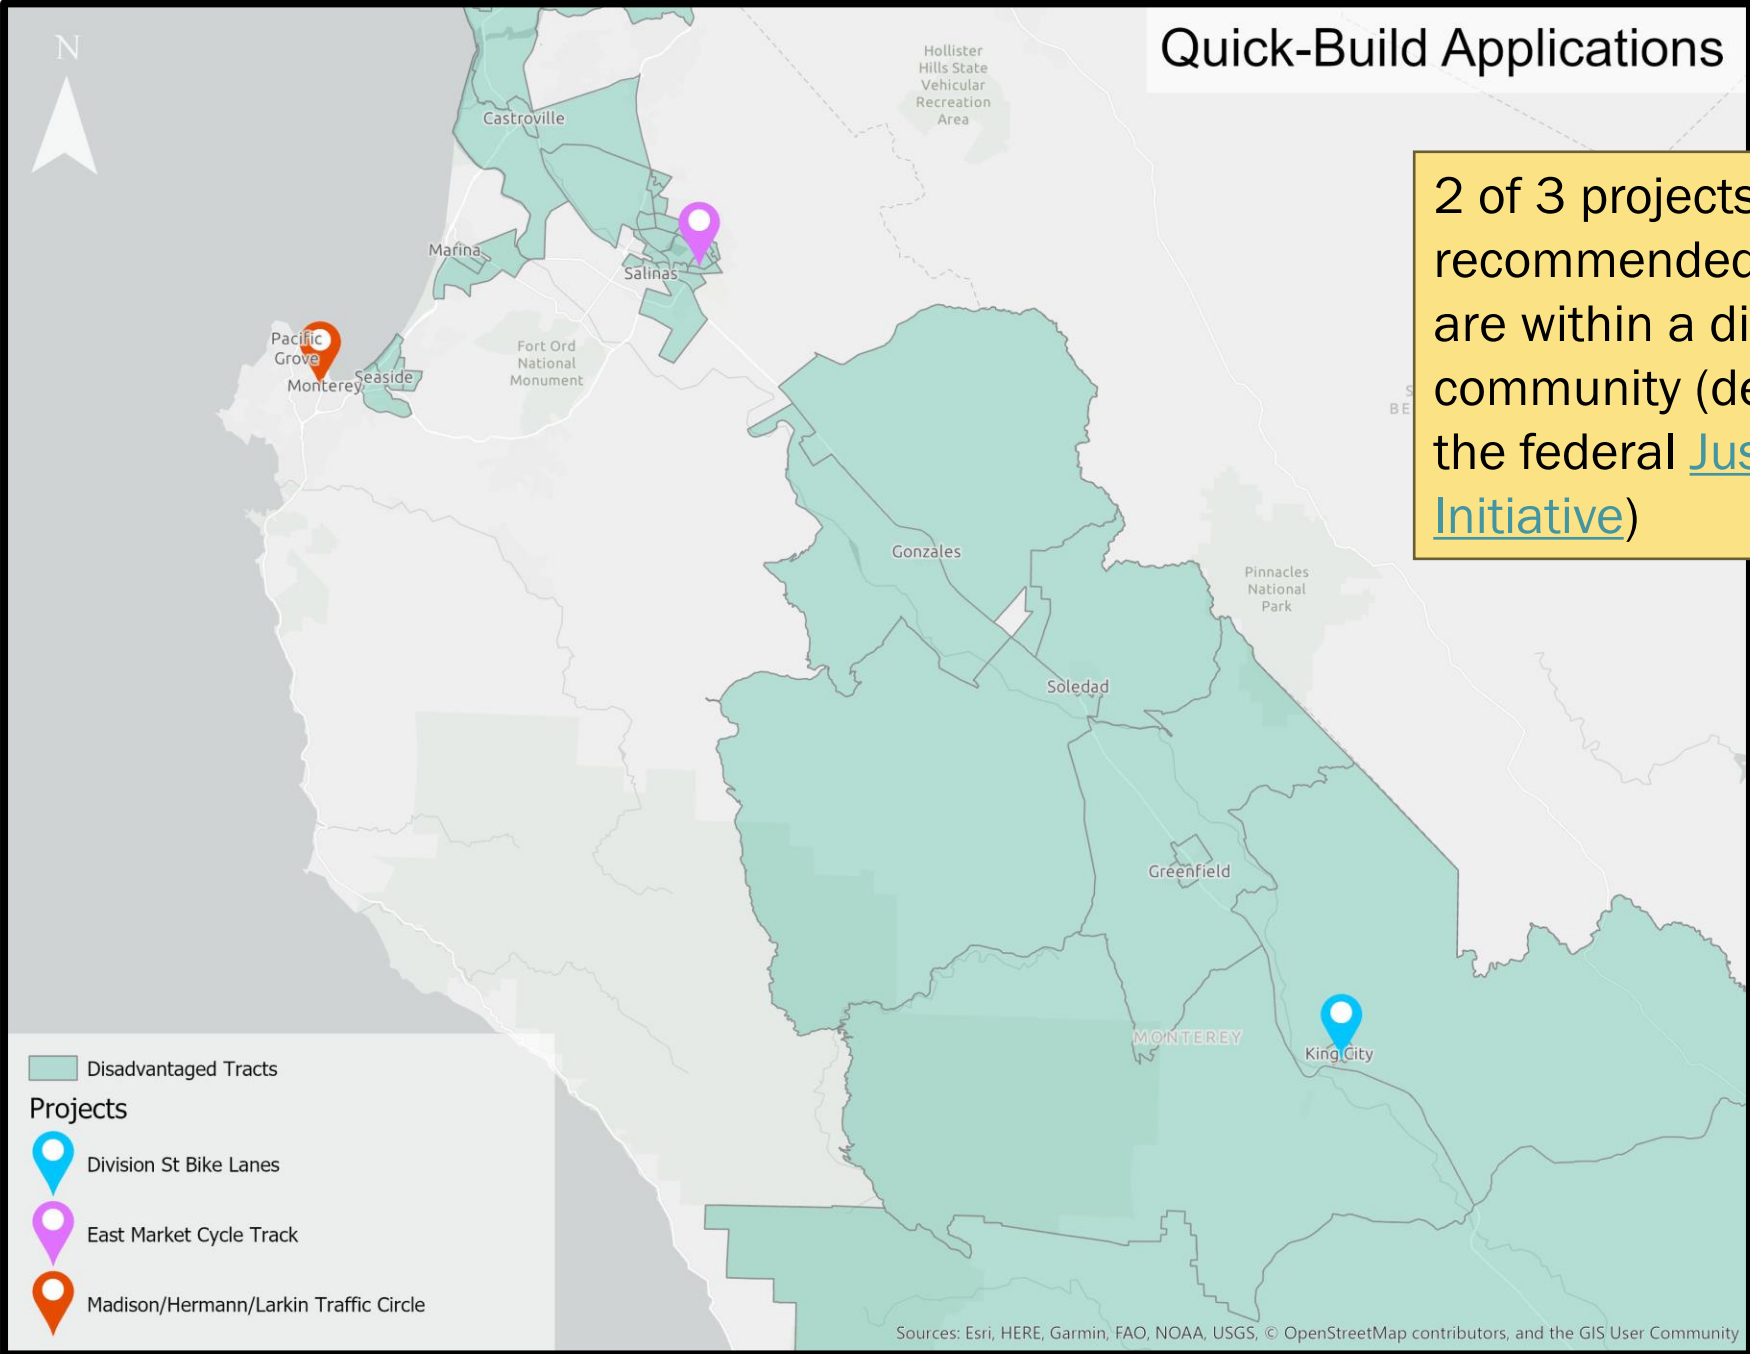 Quick-Build Applications
N
Hollister
Hills State
Vehicular
Recreation
Area
Castroville
2 of 3 projects
recommended
are within a di
community (de
the federal Jus
Initiative)
Marina
Salinas
Pacific
Grove
Monterey
Seaside
Fort Ord
National
Monument
S
BE
Gonzales
Pinnacles
National
Park
Soledad
Greenfield
MONTEREY
King City
Disadvantaged Tracts
Projects
Division St Bike Lanes
East Market Cycle Track
Madison/Hermann/Larkin Traffic Circle
Sources: Esri, HERE, Garmin, FAO, NOAA, USGS, © OpenStreetMap contributors, and the GIS User Community